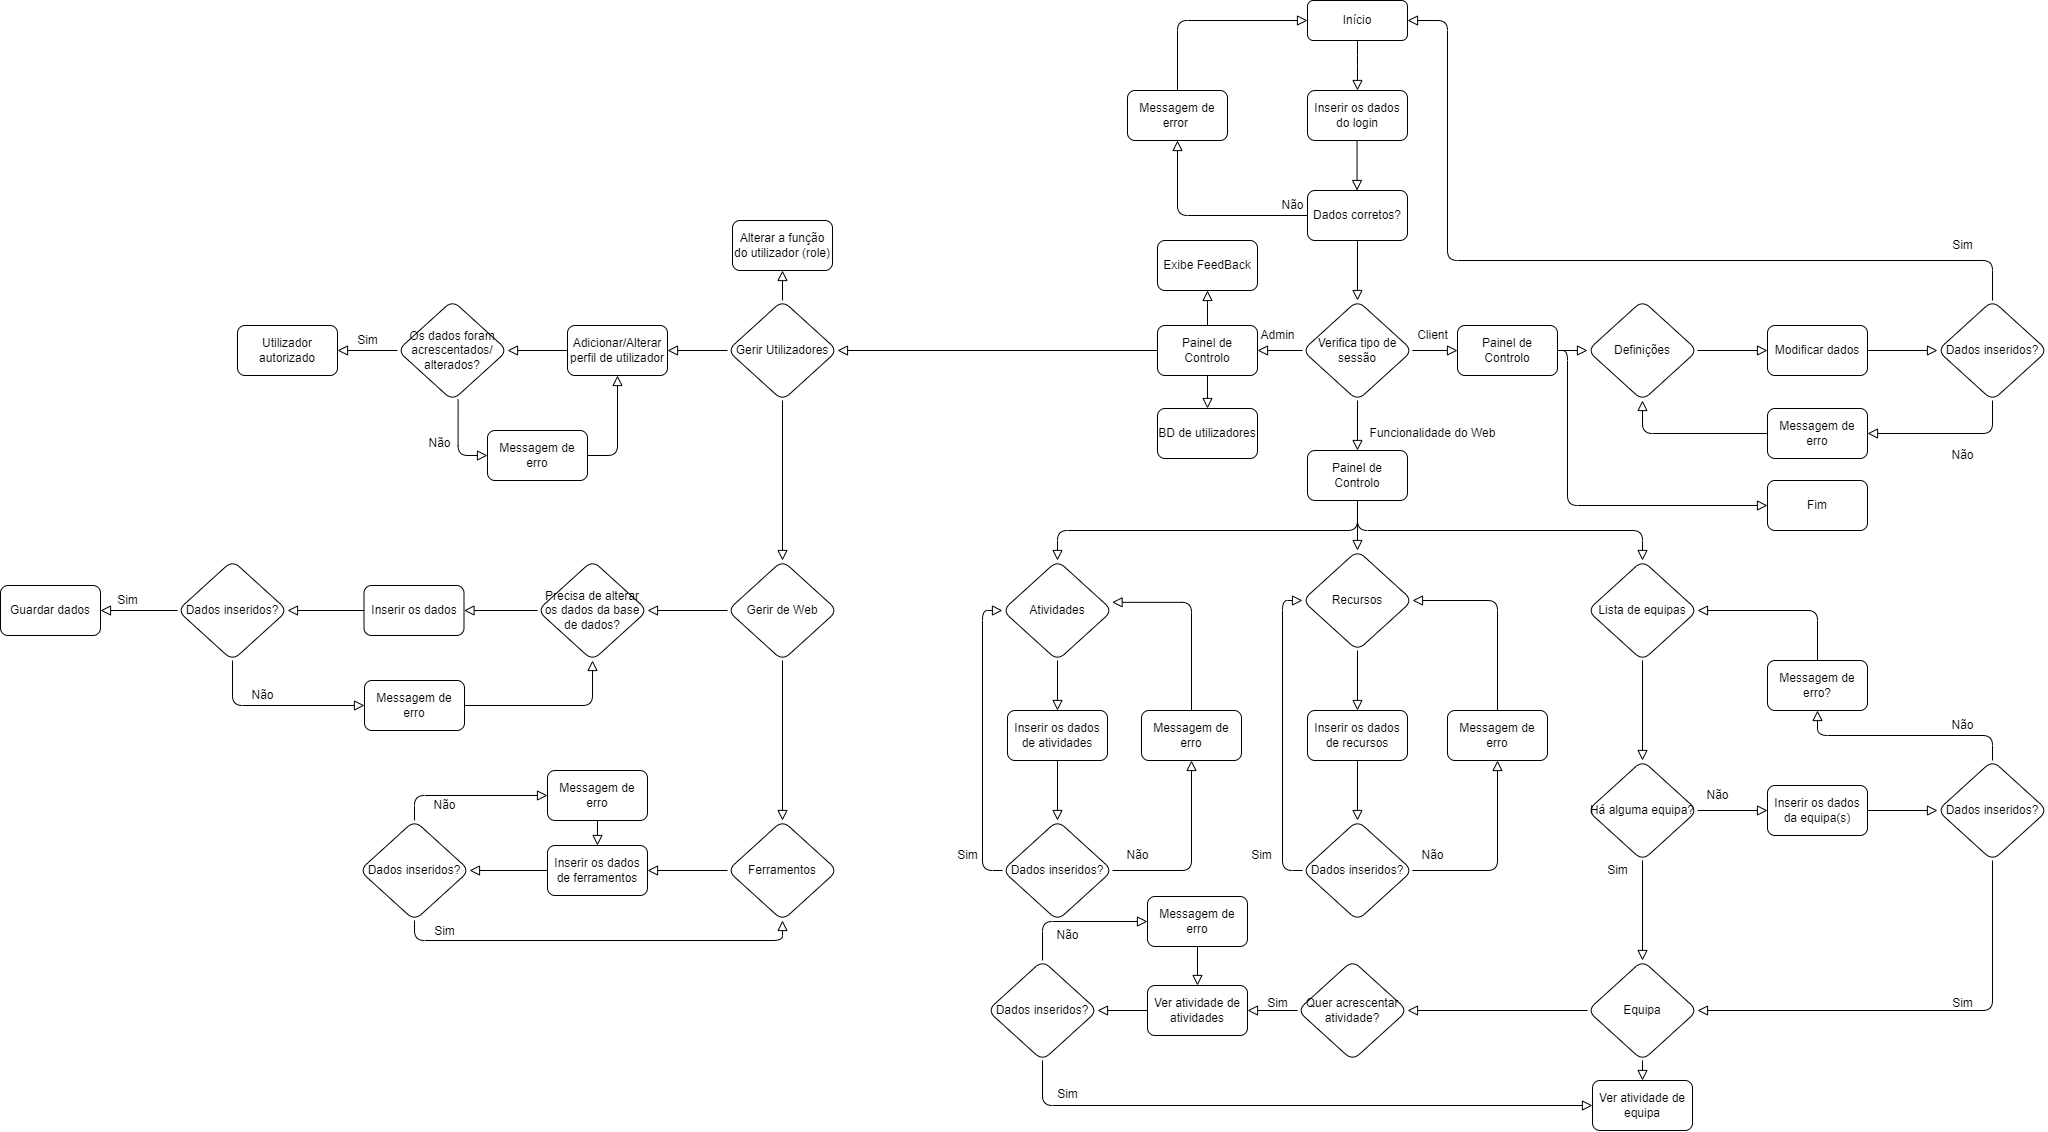 Início
Messagem de
error
Inserir os dados
do login
Não
Dados corretos?
Alterar a função
do utilizador (role)
Exibe FeedBack
Sim
Utilizador
autorizado
Sim
Os dados foram
acrescentados/
alterados?
Adicionar/Alterar
perfil de utilizador
Gerir Utilizadores
Painel de
Controlo
Admin
Verifica tipo de
sessão
Client
Painel de
Controlo
Definições
Modificar dados
Dados inseridos?
Não
Messagem de
erro
BD de utilizadores
Funcionalidade do Web
Messagem de
erro
Não
Painel de
Controlo
Fim
Guardar dados
Sim
Dados inseridos?
Inserir os dados
Precisa de alterar
os dados da base
de dados?
Gerir de Web
Atividades
Recursos
Lista de equipas
Não
Messagem de
erro
Messagem de
erro?
Inserir os dados
de atividades
Messagem de
erro
Inserir os dados
de recursos
Messagem de
erro
Não
Não
Messagem de
erro
Há alguma equipa?
Não
Inserir os dados
da equipa(s)
Dados inseridos?
Dados inseridos?
Inserir os dados
de ferramentos
Ferramentos
Sim
Dados inseridos?
Não
Sim
Dados inseridos?
Não
Sim
Sim
Não
Messagem de
erro
Dados inseridos?
Ver atividade de
atividades
Sim
Quer acrescentar
atividade?
Equipa
Sim
Sim
Ver atividade de
equipa